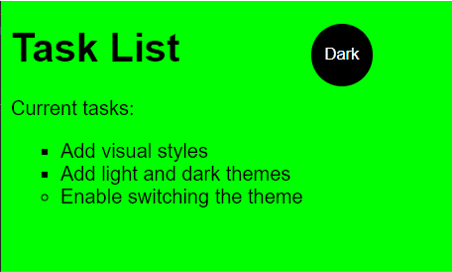 Task List
Dark
Current tasks:
Add visual styles
Add light and dark themes
Enable switching the theme